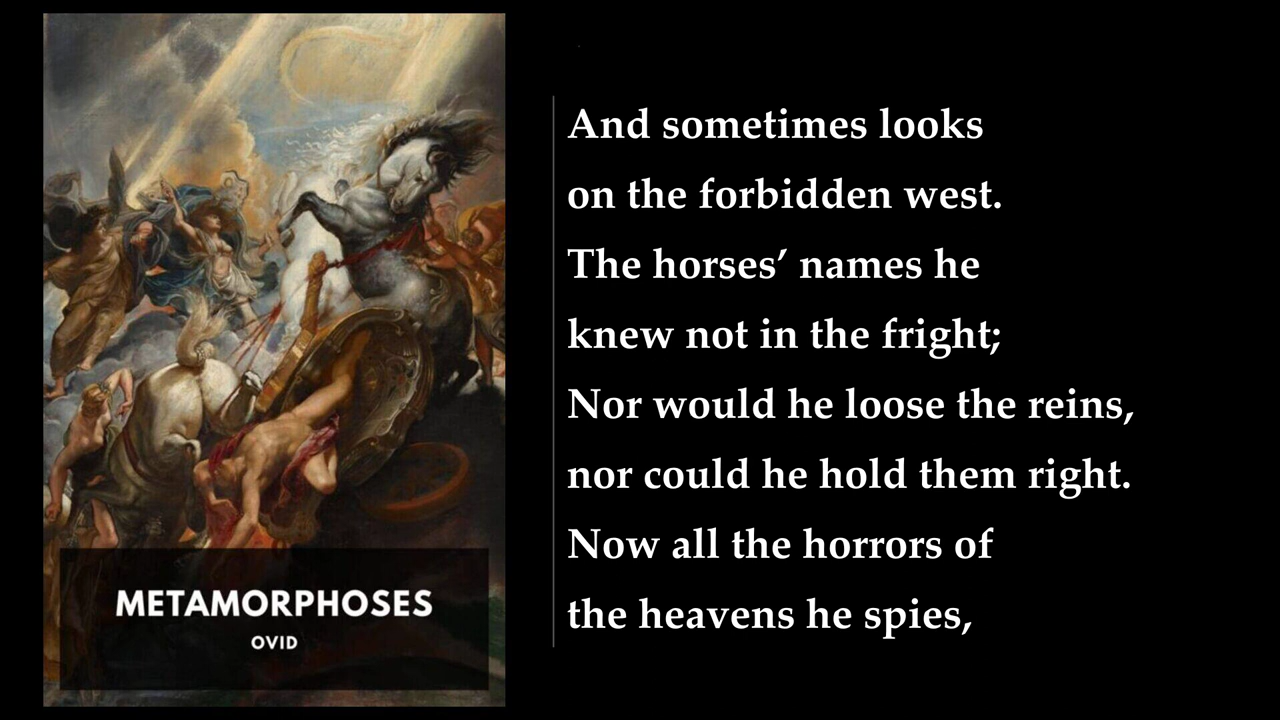 METAMORPHOSES
OVID
And sometimes looks
on the forbidden west.
The horses’ names he
knew not in the fright;
Nor would he loose the reins,
nor could he hold them right.
Now all the horrors of
the heavens he spies,